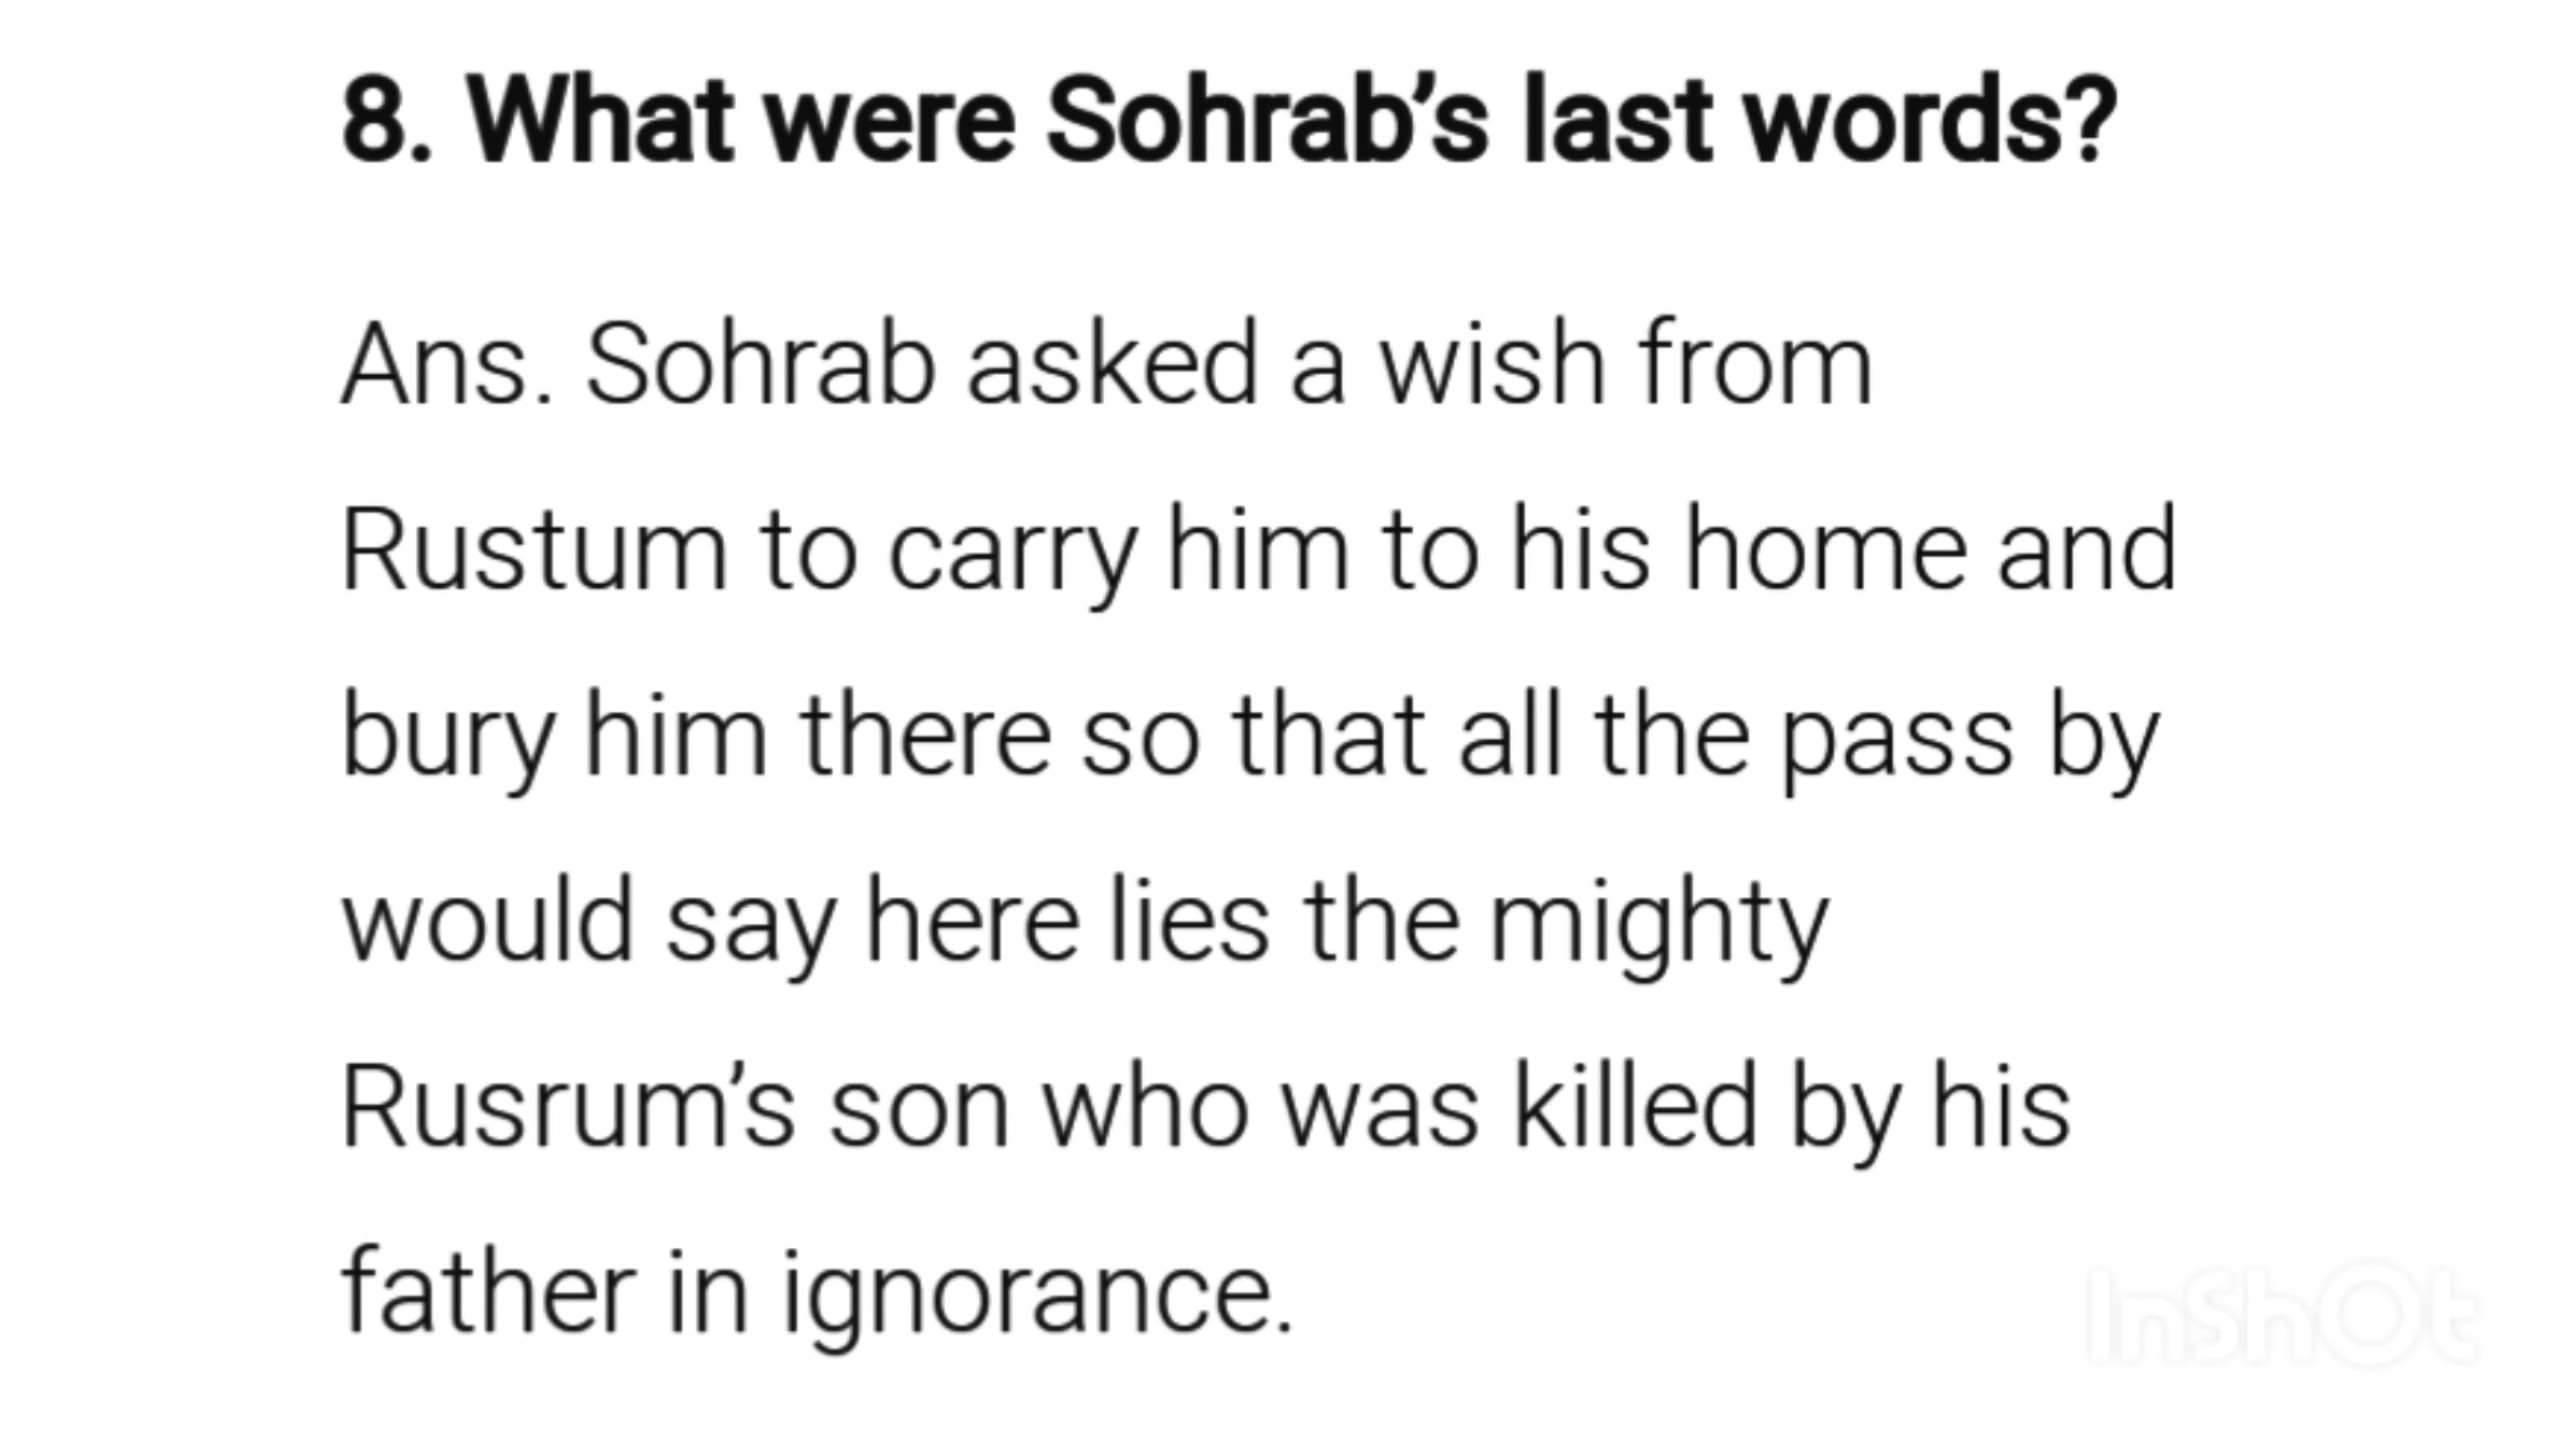 8. What were Sohrab’s last words?
Ans. Sohrab asked a wish from
Rustum to carry him to his home and
bury him there so that all the pass by
would say here lies the mighty
Rusrum’s son who was killed by his
father in ignorance.
InShOt